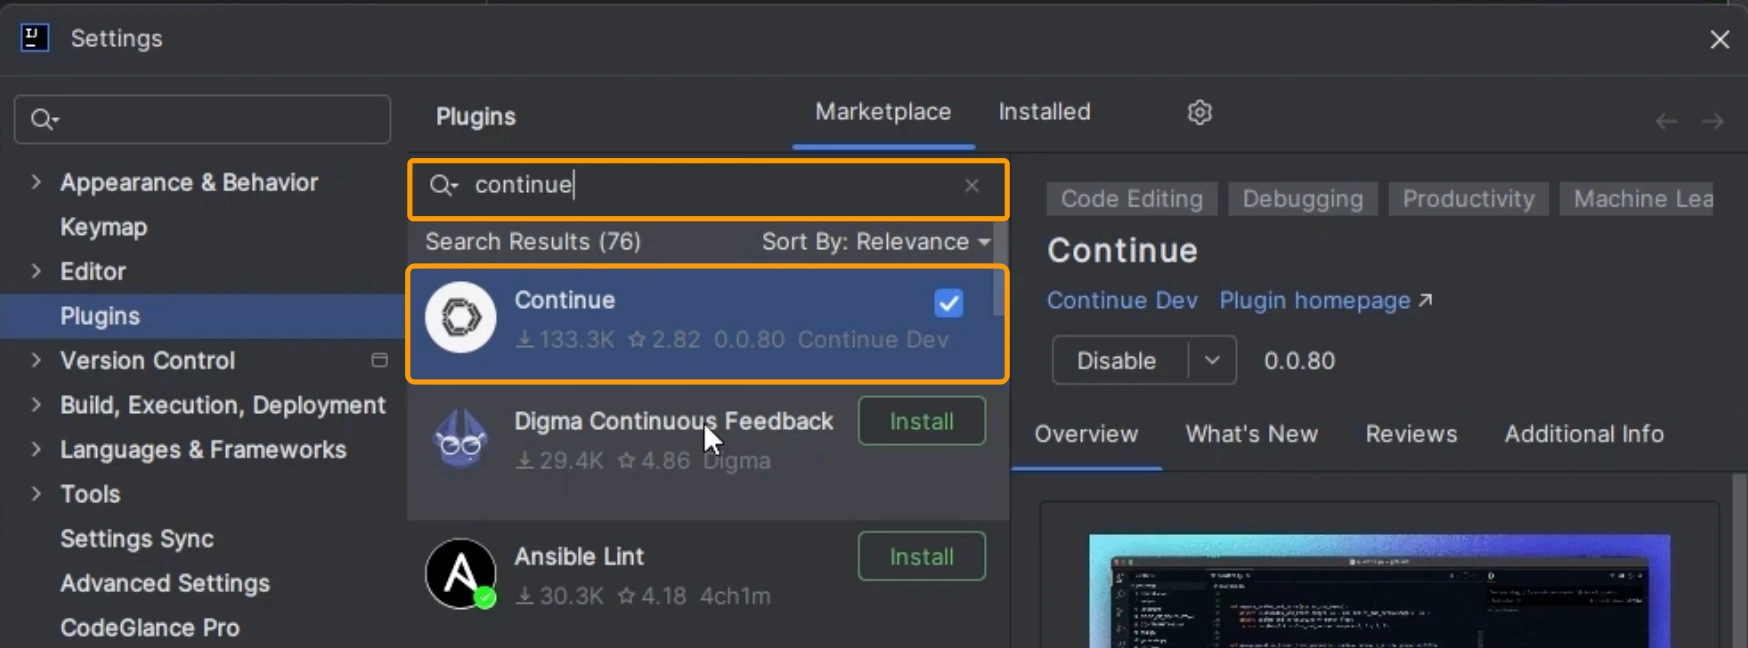 IJ
Settings
Plugins
Marketplace
Installed
Appearance & Behavior
Keymap
Editor
Plugins
Version Control
Build, Execution, Deployment
Languages & Frameworks
Tools
Settings Sync
Advanced Settings
CodeGlance Pro
continue
Search Results (76)
Sort By: Relevance
Continue
133.3K 2.82 0.0.80 Continue Dev
Digma Continuous Feedback
Install
29.4K 4.86 Digma
Ansible Lint
Install
30.3K 4.18 4ch1m
Code Editing
Debugging
Productivity
Machine Lea
Continue
Continue Dev
Plugin homepage ↗
Disable
0.0.80
Overview
What's New
Reviews
Additional Info